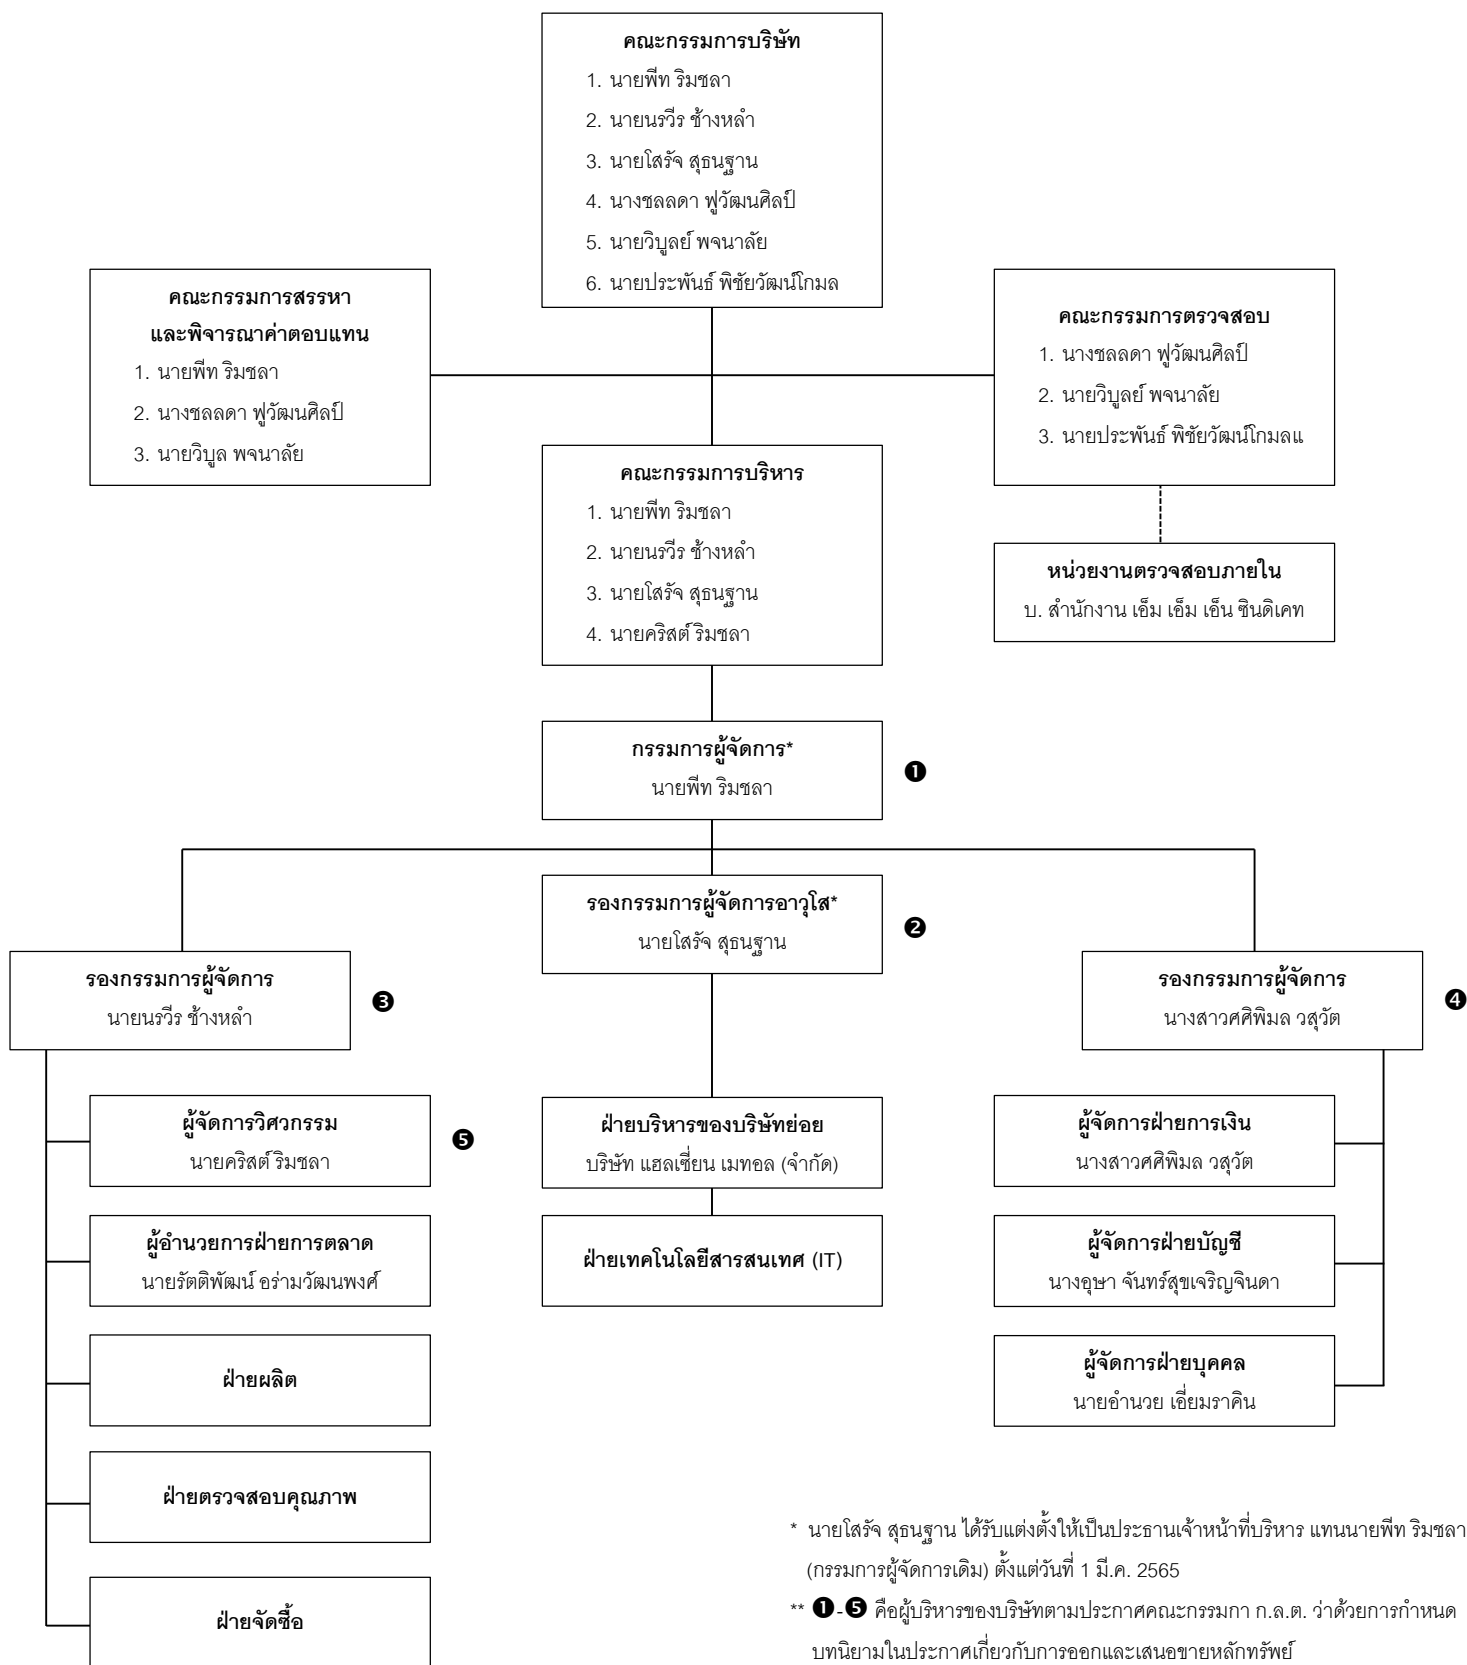 คณะกรรมการบริษัท
1. นายพีท ริมชลา
2. นายนรวีร ช้างหลำ
3. นายโสรัจ สุธนฐาน
4. นางชลลดา ฟูวัฒนศิลป์
5. นายวิบูลย์ พจนาลัย
6. นายประพันธ์ พิชัยวัฒน์โกมล
คณะกรรมการสรรหา
และพิจารณาค่าตอบแทน
1. นายพีท ริมชลา
2. นางชลลดา ฟูวัฒนศิลป์
3. นายวิบูล พจนาลัย
คณะกรรมการตรวจสอบ
1. นางชลลดา ฟูวัฒนศิลป์
2. นายวิบูลย์ พจนาลัย
3. นายประพันธ์ พิชัยวัฒน์โกมลแ
คณะกรรมการบริหาร
1. นายพีท ริมชลา
2. นายนรวีร ช้างหลำ
3. นายโสรัจ สุธนฐาน
4. นายคริสต์ ริมชลา
หน่วยงานตรวจสอบภายใน
บ. สำนักงาน เอ็ม เอ็ม เอ็น ซินดิเคท
กรรมการผู้จัดการ*
นายพีท ริมชลา
❶
รองกรรมการผู้จัดการอาวุโส*
นายโสรัจ สุธนฐาน
❷
รองกรรมการผู้จัดการ
นายนรวีร ช้างหลำ
❸
รองกรรมการผู้จัดการ
นางสาวศศิพิมล วสุวัต
❹
ผู้จัดการวิศวกรรม
นายคริสต์ ริมชลา
❺
ฝ่ายบริหารของบริษัทย่อย
บริษัท แฮลเซี่ยน เมทอล (จำกัด)
ผู้จัดการฝ่ายการเงิน
นางสาวศศิพิมล วสุวัต
ผู้อำนวยการฝ่ายการตลาด
นายรัตติพัฒน์ อร่ามวัฒนพงศ์
ฝ่ายเทคโนโลยีสารสนเทศ (IT)
ผู้จัดการฝ่ายบัญชี
นางอุษา จันทร์สุขเจริญจินดา
ฝ่ายผลิต
ผู้จัดการฝ่ายบุคคล
นายอำนวย เอี่ยมราคิน
ฝ่ายตรวจสอบคุณภาพ
ฝ่ายจัดซื้อ
* นายโสรัจ สุธนฐาน ได้รับแต่งตั้งให้เป็นประธานเจ้าหน้าที่บริหาร แทนนายพีท ริมชลา
(กรรมการผู้จัดการเดิม) ตั้งแต่วันที่ 1 มี.ค. 2565
** ❶-❺ คือผู้บริหารของบริษัทตามประกาศคณะกรรมกา ก.ล.ต. ว่าด้วยการกำหนด
บทนิยามในประกาศเกี่ยวกับการออกและเสนอขายหลักทรัพย์